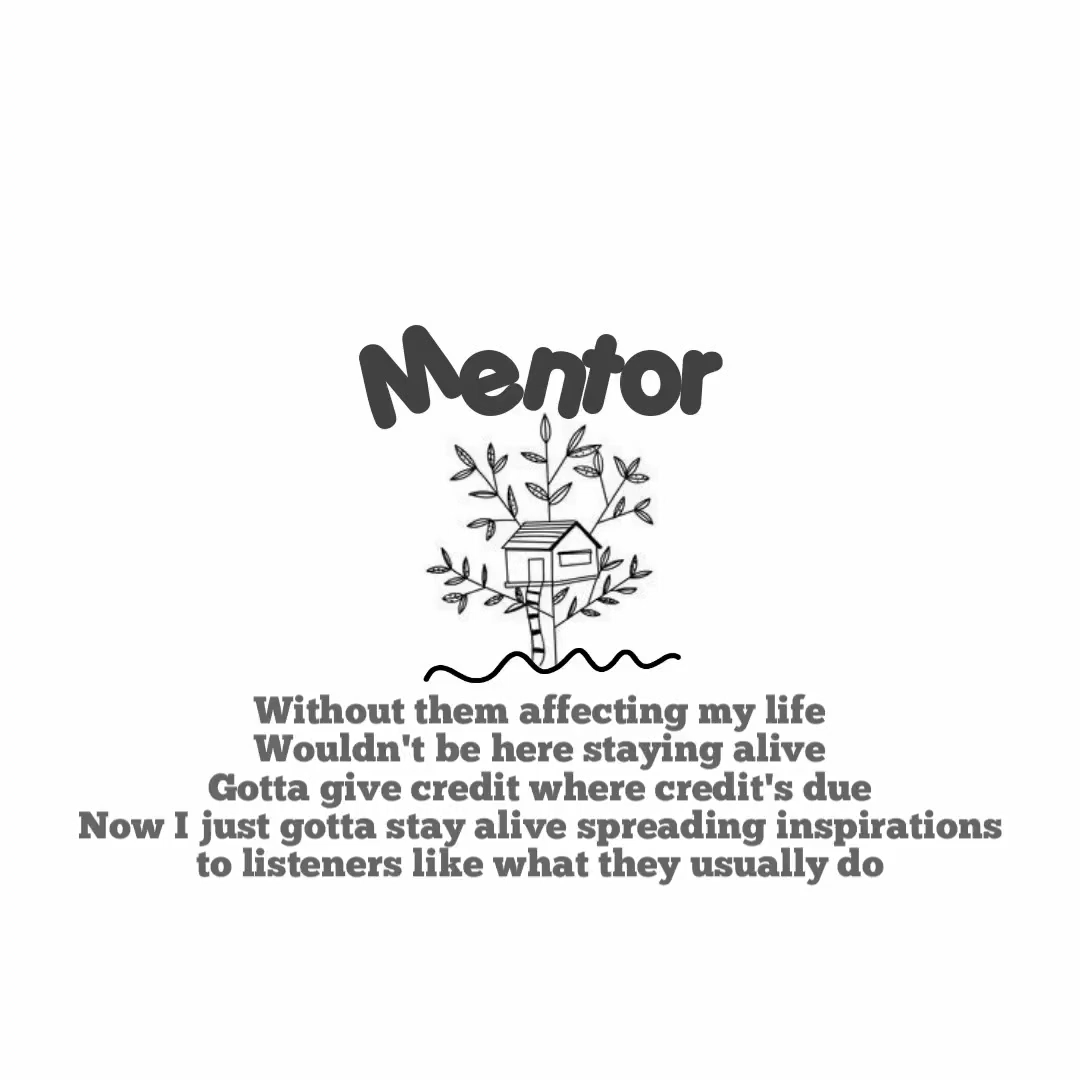 Mentor
Without them affecting my life
Wouldn't be here staying alive
Gotta give credit where credit's due
Now I just gotta stay alive spreading inspirations
to listeners like what they usually do